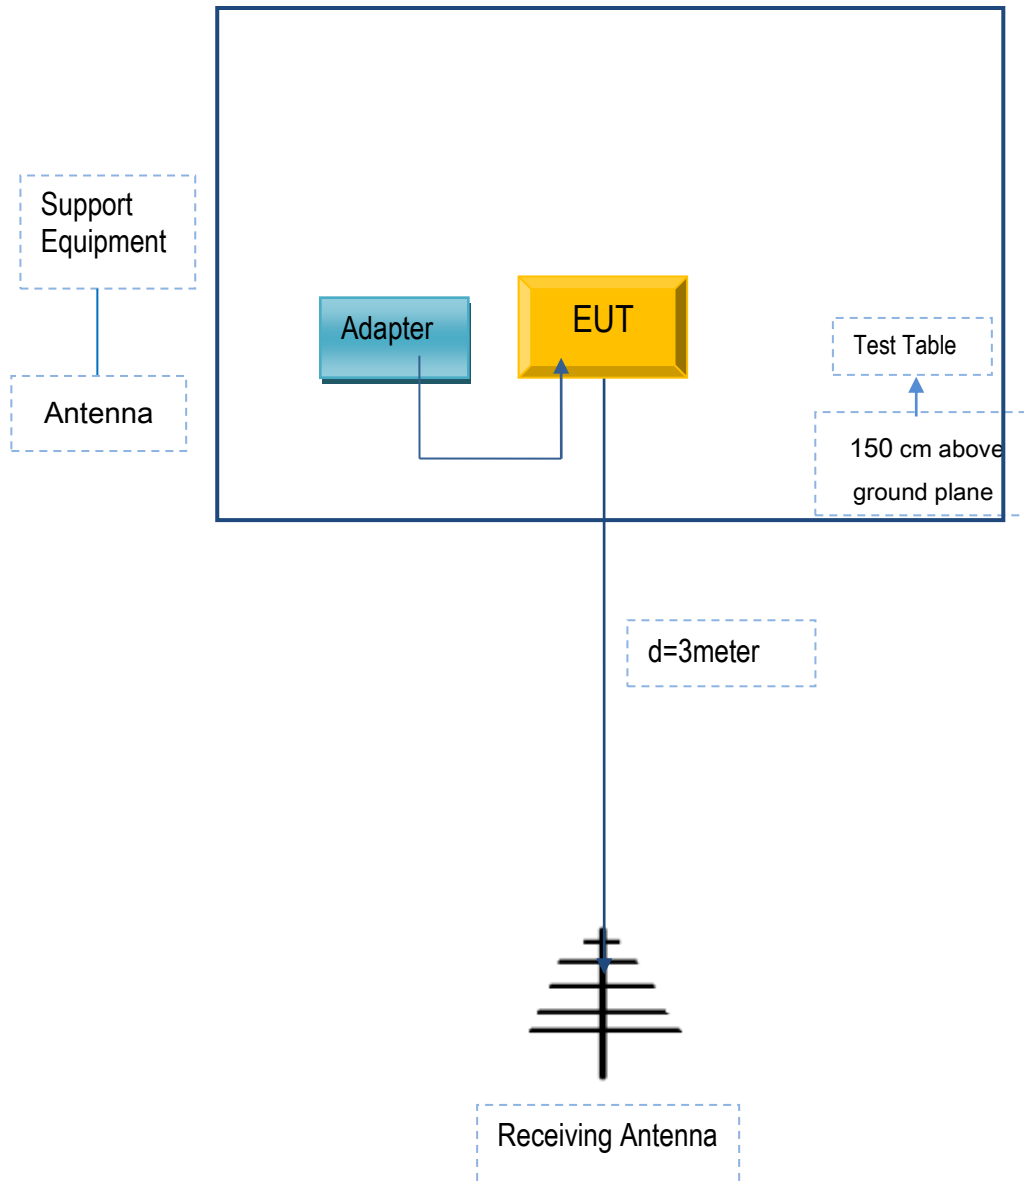 Support
Equipment
Antenna
Adapter
EUT
Test Table
150 cm above
ground plane
d=3meter
Receiving Antenna